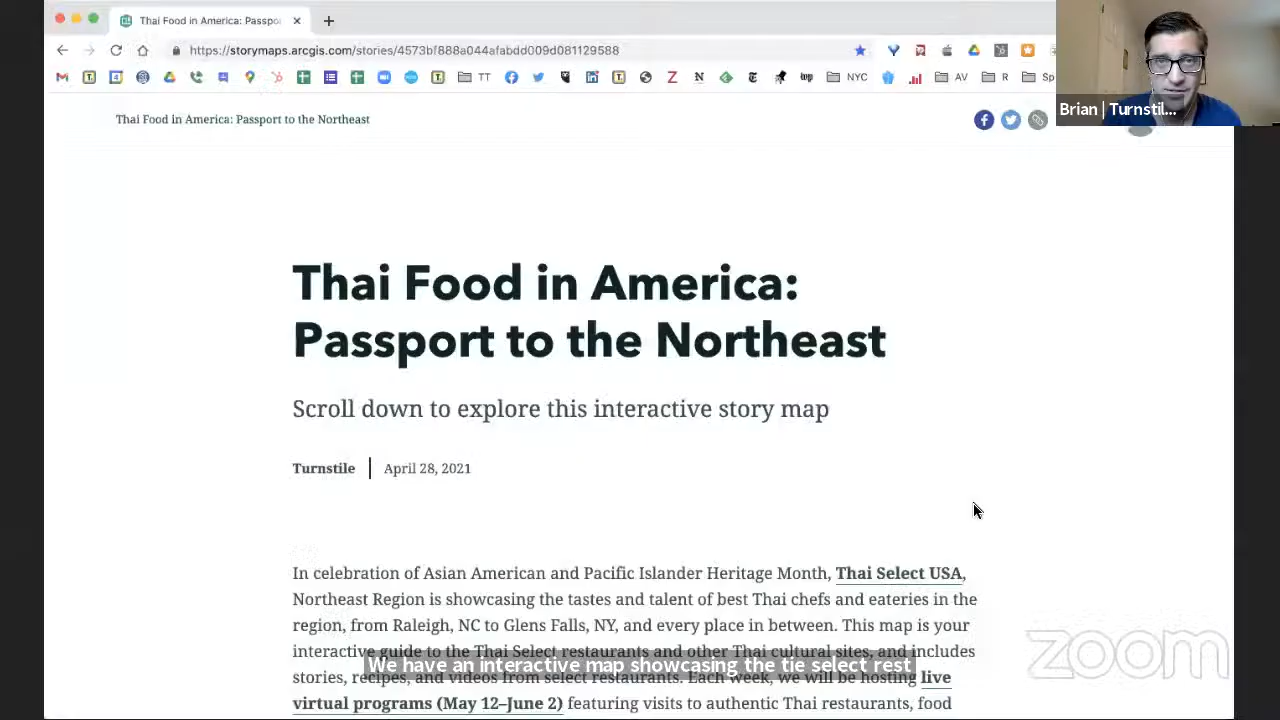 Thai Food in America: Passpo
https://storymaps.arcgis.com/stories/4573bf888a044afabdd009d081129588
TT
NYC
AV
R
Sp
Brian | Turnstil...
Thai Food in America: Passport to the Northeast
Thai Food in America:
Passport to the Northeast
Scroll down to explore this interactive story map
Turnstile | April 28, 2021
In celebration of Asian American and Pacific Islander Heritage Month, Thai Select USA,
Northeast Region is showcasing the tastes and talent of best Thai chefs and eateries in the
region, from Raleigh, NC to Glens Falls, NY, and every place in between. This map is your
interactive guide to the Thai Select restaurants and other Thai cultural sites, and includes
stories, recipes, and videos from select restaurants. Each week, we will be hosting live
virtual programs (May 12–June 2) featuring visits to authentic Thai restaurants, food
We have an interactive map showcasing the tie select rest
zoom